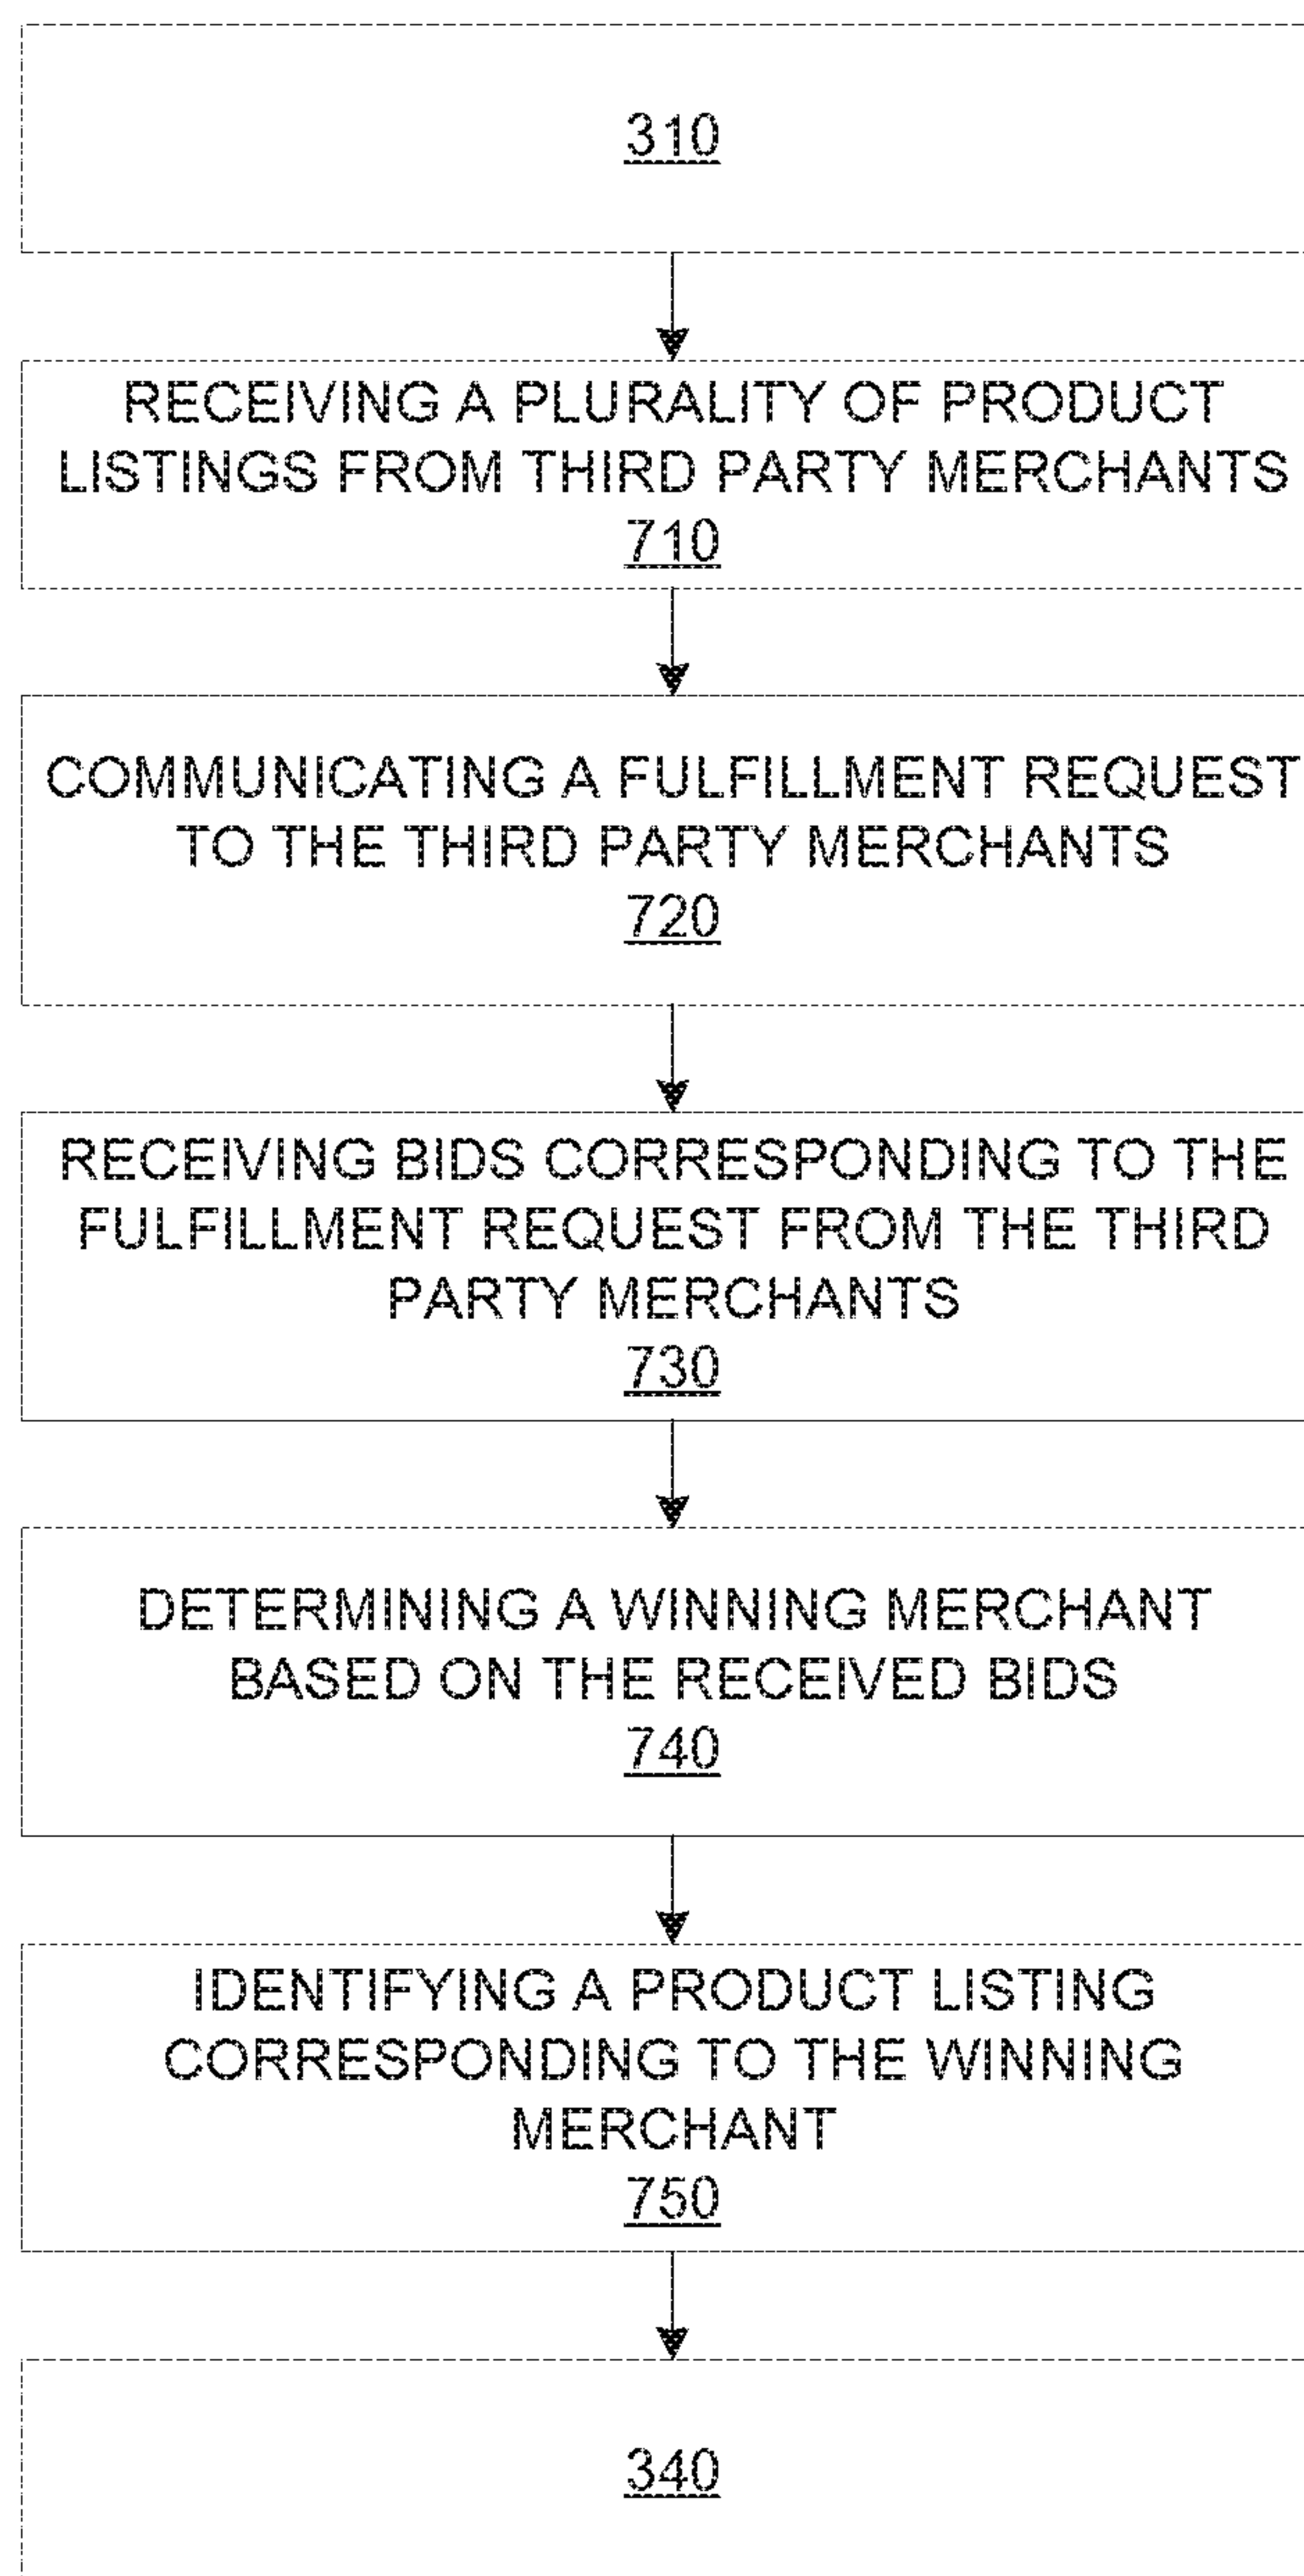 310
RECEIVING A PLURALITY OF PRODUCT
LISTINGS FROM THIRD PARTY MERCHANTS
710
COMMUNICATING A FULFILLMENT REQUEST
TO THE THIRD PARTY MERCHANTS
720
RECEIVING BIDS CORRESPONDING TO THE
FULFILLMENT REQUEST FROM THE THIRD
PARTY MERCHANTS
730
DETERMINING A WINNING MERCHANT
BASED ON THE RECEIVED BIDS
740
IDENTIFYING A PRODUCT LISTING
CORRESPONDING TO THE WINNING
MERCHANT
750
340